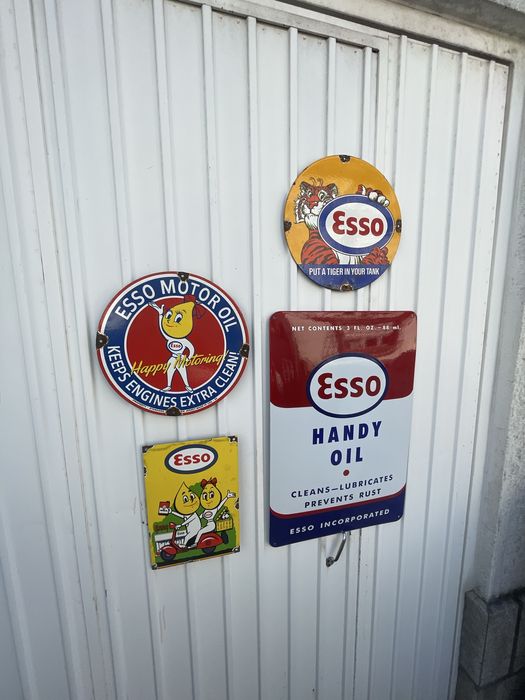 Esso
PUT A TIGER IN YOUR TANK
ESSO MOTOR OIL
Esso
Happy Motoring!
KEEPS ENGINES EXTRA CLEAN!
NET CONTENTS 3 FL. OZ.—88 ml.
Esso
HANDY
OIL
CLEANS—LUBRICATES
PREVENTS RUST
ESSO INCORPORATED
Esso